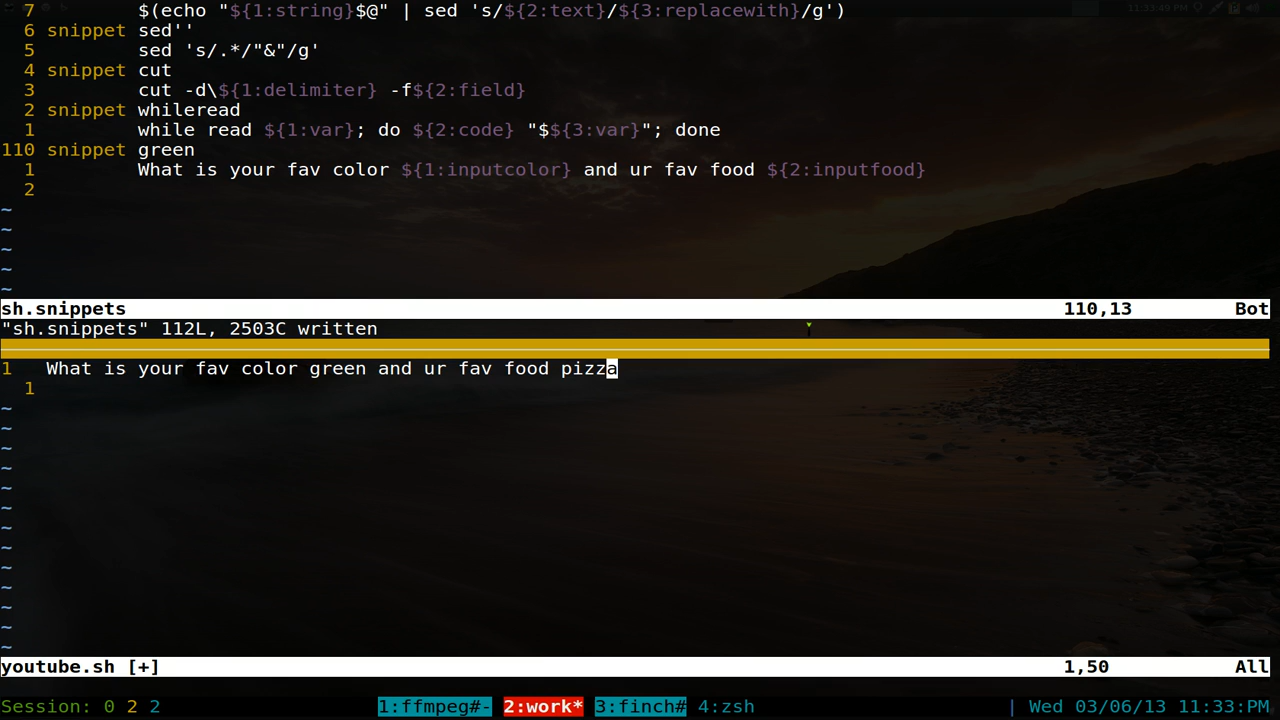 7 $(echo "${1:string}$@" | sed 's/${2:text}/${3:replacewith}/g')
6 snippet sed''
5 sed 's/.*/"&"/g'
4 snippet cut
3 cut -d\${1:delimiter} -f${2:field}
2 snippet whileread
1 while read ${1:var}; do ${2:code} "$${3:var}"; done
110 snippet green
1 What is your fav color ${1:inputcolor} and ur fav food ${2:inputfood}
2
~
~
~
~
~
sh.snippets 110,13 Bot
"sh.snippets" 112L, 2503C written
1 What is your fav color green and ur fav food pizza
1
~
~
~
~
~
~
~
~
~
~
~
~
~
youtube.sh [+] 1,50 All
Session: 0 2 2 1:ffmpeg#- 2:work* 3:finch# 4:zsh | Wed 03/06/13 11:33:PM